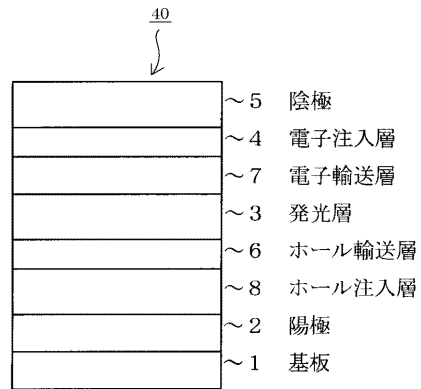 40
～5 陰極
～4 電子注入層
～7 電子輸送層
～3 発光層
～6 ホール輸送層
～8 ホール注入層
～2 陽極
～1 基板